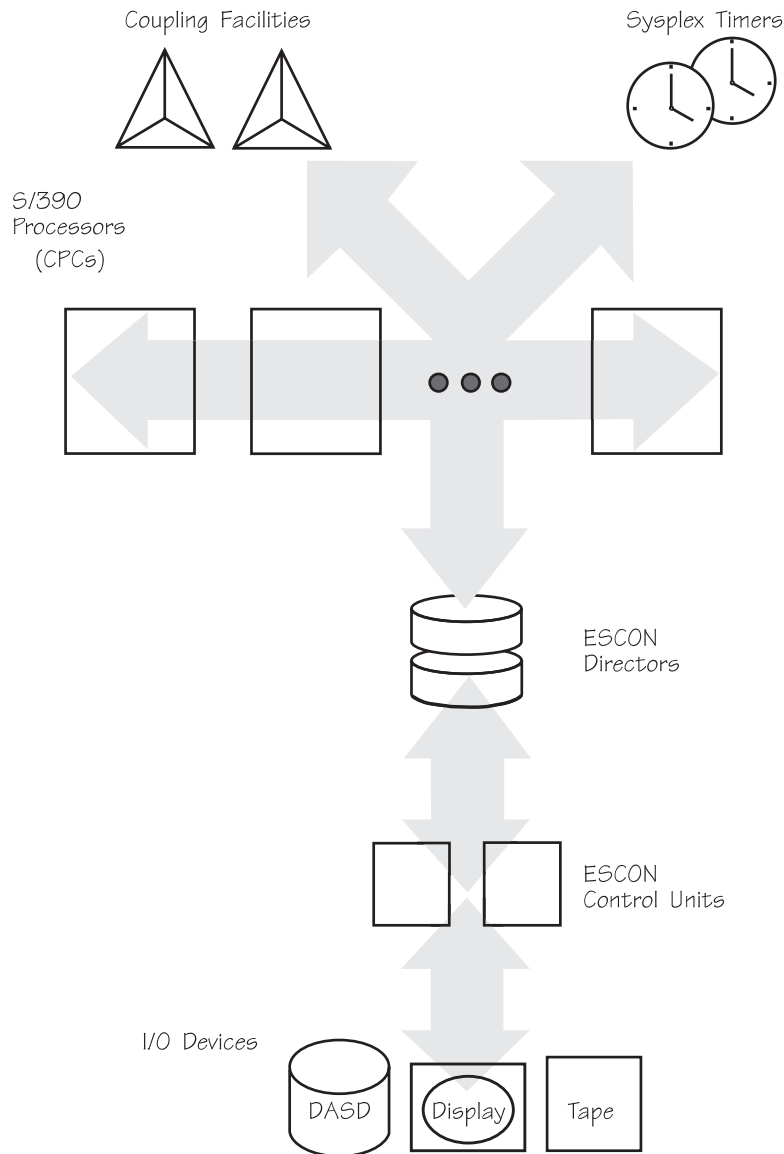 Coupling Facilities
Sysplex Timers
S/390
Processors
(CPCs)
ESCON
Directors
ESCON
Control Units
I/O Devices
DASD
Display
Tape